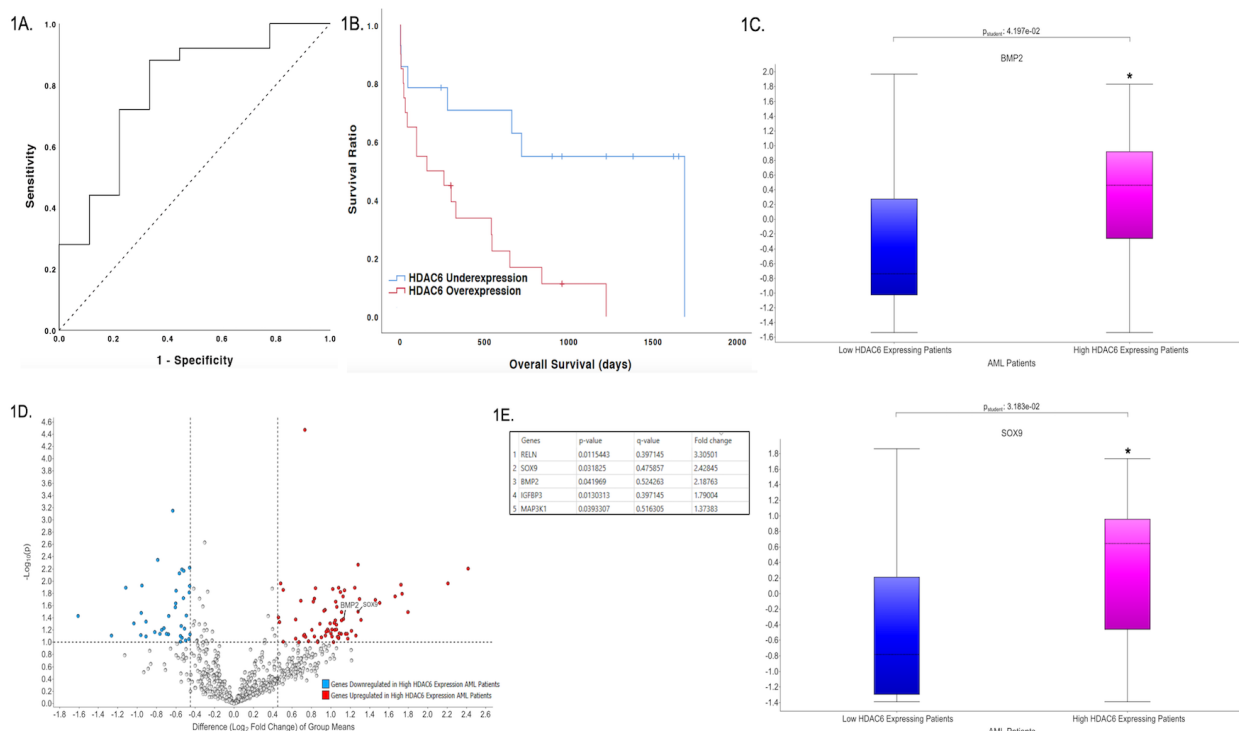 1A.
1.0
0.8
0.6
0.4
0.2
0.0
Sensitivity
0.0 0.2 0.4 0.6 0.8 1.0
1 - Specificity
1B.
1.0
0.8
0.6
0.4
0.2
0.0
Survival Ratio
HDAC6 Underexpression
HDAC6 Overexpression
0 500 1000 1500 2000
Overall Survival (days)
1C.
pstudent: 4.197e-02
BMP2
*
2.0
1.8
1.6
1.4
1.2
1.0
0.8
0.6
0.4
0.2
0.0
-0.2
-0.4
-0.6
-0.8
-1.0
-1.2
-1.4
-1.6
Low HDAC6 Expressing Patients High HDAC6 Expressing Patients
AML Patients
1D.
4.6
4.4
4.2
4.0
3.8
3.6
3.4
3.2
3.0
2.8
2.6
2.4
2.2
2.0
1.8
1.6
1.4
1.2
1.0
0.8
0.6
0.4
0.2
0.0
-Log10(p)
BMP2 SOX9
Genes Downregulated in High HDAC6 Expression AML Patients
Genes Upregulated in High HDAC6 Expression AML Patients
-1.8 -1.6 -1.4 -1.2 -1.0 -0.8 -0.6 -0.4 -0.2 0.0 0.2 0.4 0.6 0.8 1.0 1.2 1.4 1.6 1.8 2.0 2.2 2.4 2.6
Difference (Log2 Fold Change) of Group Means
1E.
Genes p-value q-value Fold change
1 RELN 0.0115443 0.397145 3.30501
2 SOX9 0.031825 0.475857 2.42845
3 BMP2 0.041969 0.524263 2.18763
4 IGFBP3 0.0130313 0.397145 1.79004
5 MAP3K1 0.0393307 0.516305 1.37383
pstudent: 3.183e-02
SOX9
*
1.8
1.6
1.4
1.2
1.0
0.8
0.6
0.4
0.2
0.0
-0.2
-0.4
-0.6
-0.8
-1.0
-1.2
-1.4
Low HDAC6 Expressing Patients High HDAC6 Expressing Patients
AML Patients